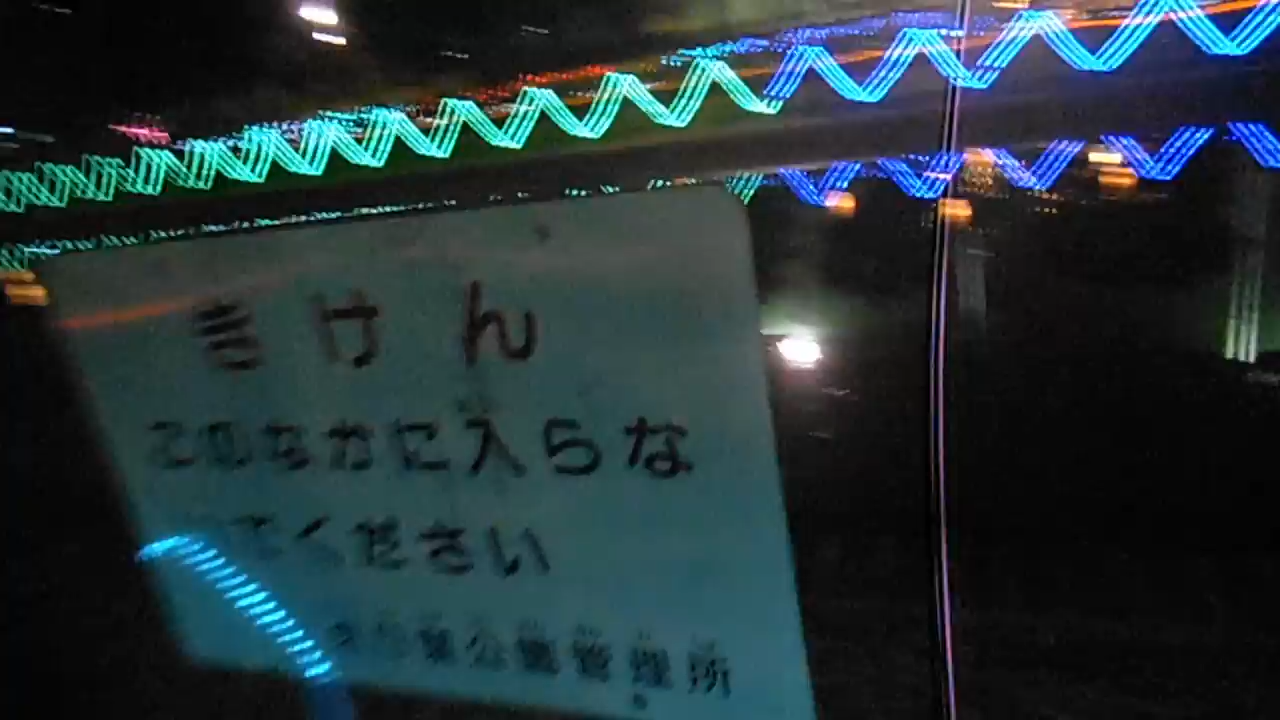 きけん
このなかに入らな
でください
公園管理所